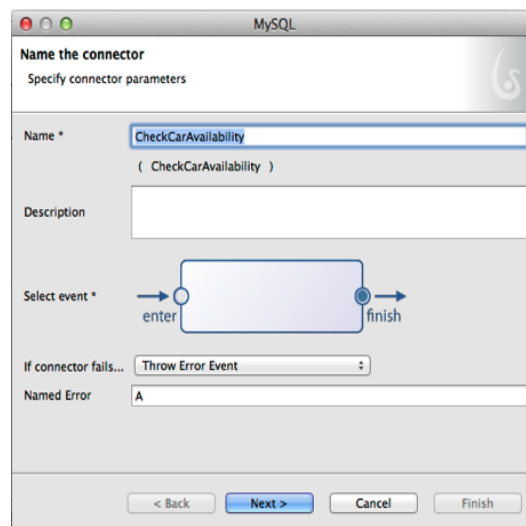 MySQL
Name the connector
Specify connector parameters
Name * CheckCarAvailability
( CheckCarAvailability )
Description
Select event * enter finish
If connector fails... Throw Error Event
Named Error A
< Back Next > Cancel Finish